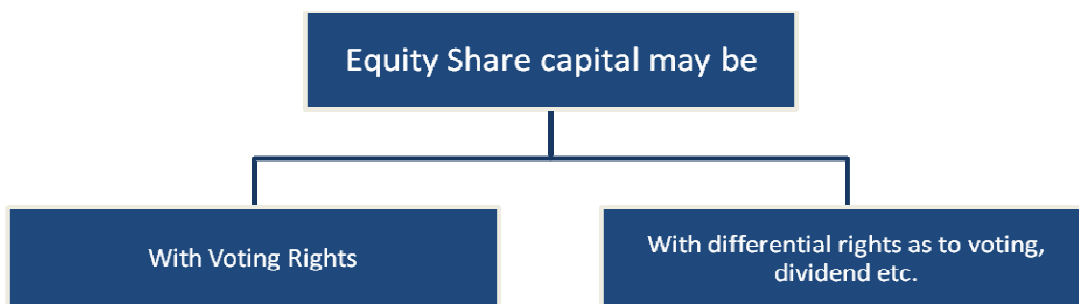 Equity Share capital may be
With Voting Rights
With differential rights as to voting,
dividend etc.